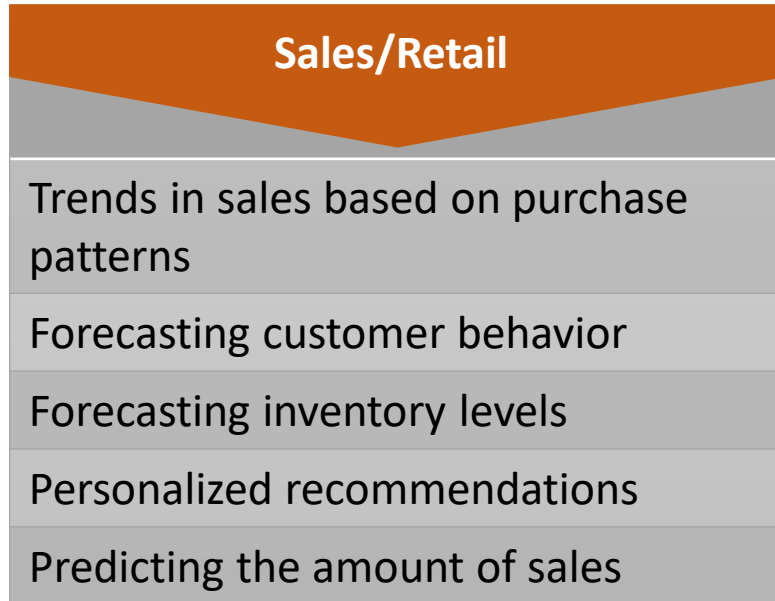 Sales/Retail
Trends in sales based on purchase
patterns
Forecasting customer behavior
Forecasting inventory levels
Personalized recommendations
Predicting the amount of sales